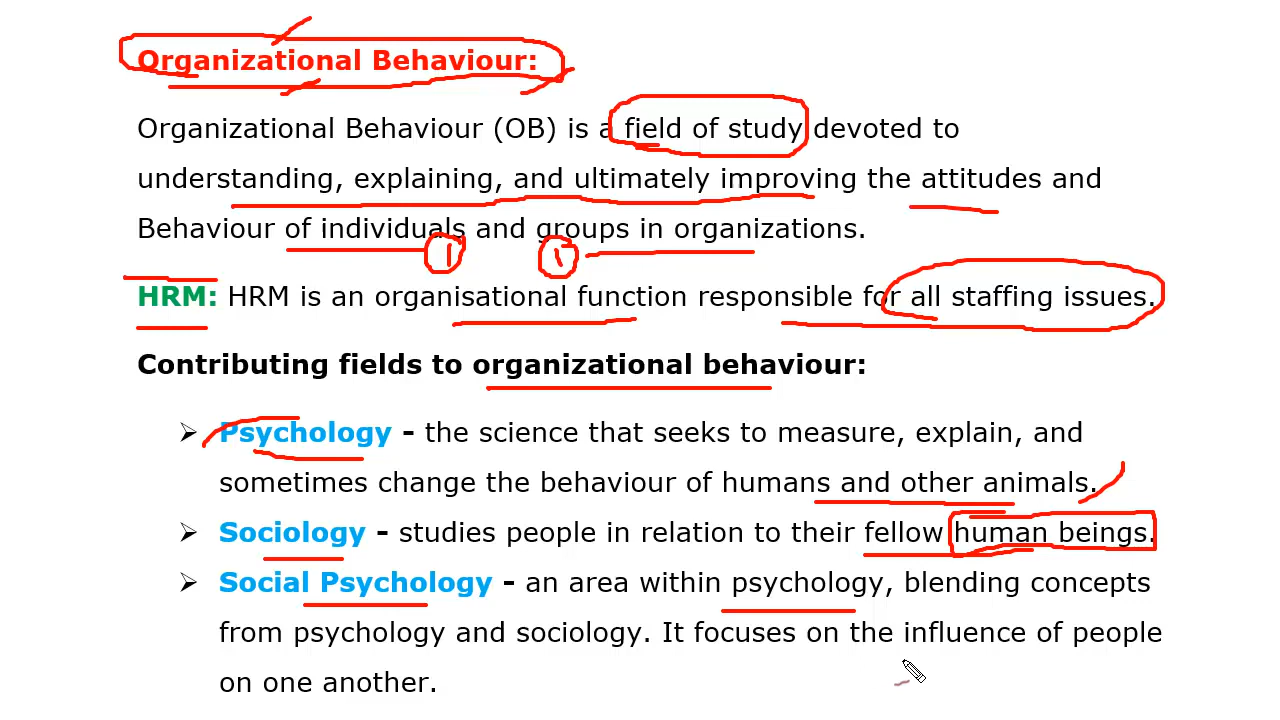 Organizational Behaviour:
Organizational Behaviour (OB) is a field of study devoted to
understanding, explaining, and ultimately improving the attitudes and
Behaviour of individuals and groups in organizations.
HRM: HRM is an organisational function responsible for all staffing issues.
Contributing fields to organizational behaviour:
➢ Psychology - the science that seeks to measure, explain, and
sometimes change the behaviour of humans and other animals.
➢ Sociology - studies people in relation to their fellow human beings.
➢ Social Psychology - an area within psychology, blending concepts
from psychology and sociology. It focuses on the influence of people
on one another.